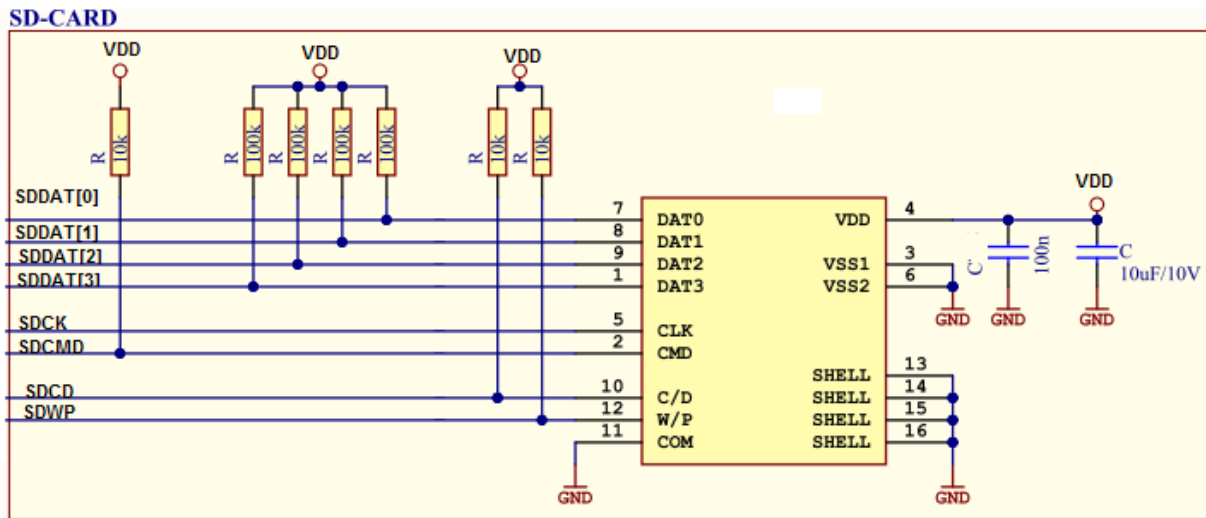 SD-CARD
VDD
VDD
VDD
R 10k
R 100k
R 100k
R 100k
R 100k
R 10k
R 10k
SDDAT[0]
SDDAT[1]
SDDAT[2]
SDDAT[3]
SDCK
SDCMD
SDCD
SDWP
7 DAT0
8 DAT1
9 DAT2
1 DAT3
5 CLK
2 CMD
10 C/D
12 W/P
11 COM
GND
VDD 4
VSS1 3
VSS2 6
SHELL 13
SHELL 14
SHELL 15
SHELL 16
GND
GND
VDD
C 100n
GND
C
10uF/10V
GND